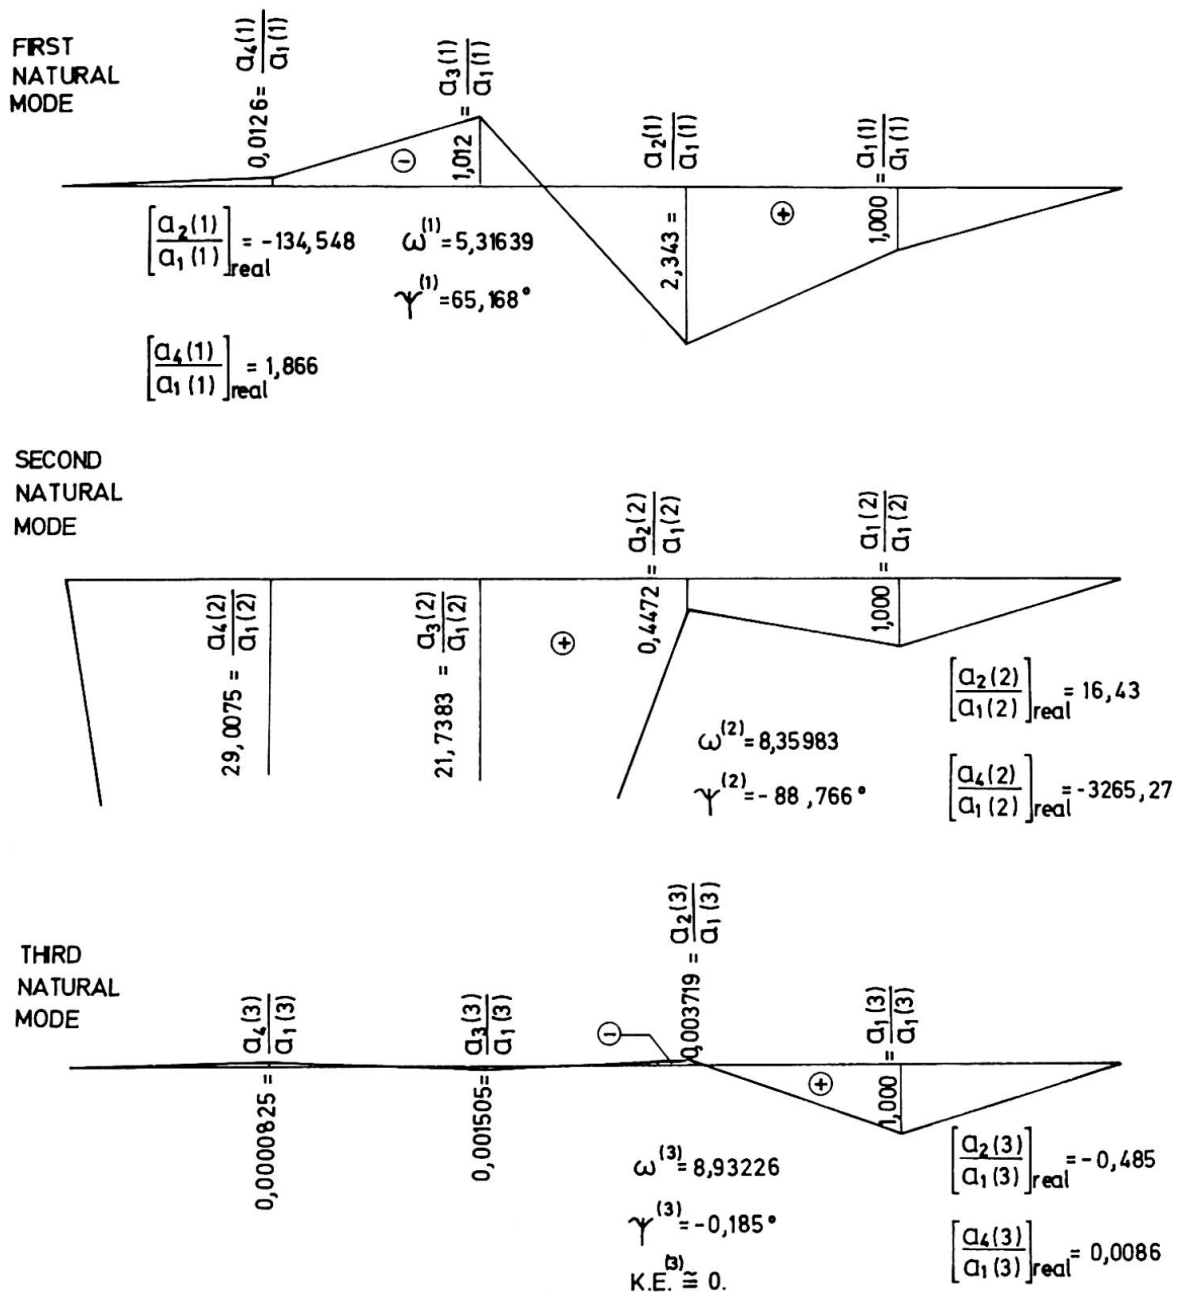 FIRST
NATURAL
MODE
0,0126 = a₄(1)/a₁(1)
1,012 = a₃(1)/a₁(1)
2,343 = a₂(1)/a₁(1)
1,000 = a₁(1)/a₁(1)
−
+
[a₂(1)/a₁(1)]real = -134,548
ω⁽¹⁾=5,31639
ψ⁽¹⁾=65,168°
[a₄(1)/a₁(1)]real = 1,866
SECOND
NATURAL
MODE
29,0075 = a₄(2)/a₁(2)
21,7383 = a₃(2)/a₁(2)
0,4472 = a₂(2)/a₁(2)
1,000 = a₁(2)/a₁(2)
+
[a₂(2)/a₁(2)]real = 16,43
ω⁽²⁾=8,35983
ψ⁽²⁾=-88,766°
[a₄(2)/a₁(2)]real = -3265,27
THIRD
NATURAL
MODE
0,0000825 = a₄(3)/a₁(3)
0,001505= a₃(3)/a₁(3)
0,003719 = a₂(3)/a₁(3)
1,000 = a₁(3)/a₁(3)
−
+
ω⁽³⁾=8,93226
[a₂(3)/a₁(3)]real = -0,485
ψ⁽³⁾=-0,185°
[a₄(3)/a₁(3)]real = 0,0086
K.E.⁽³⁾≅ 0.